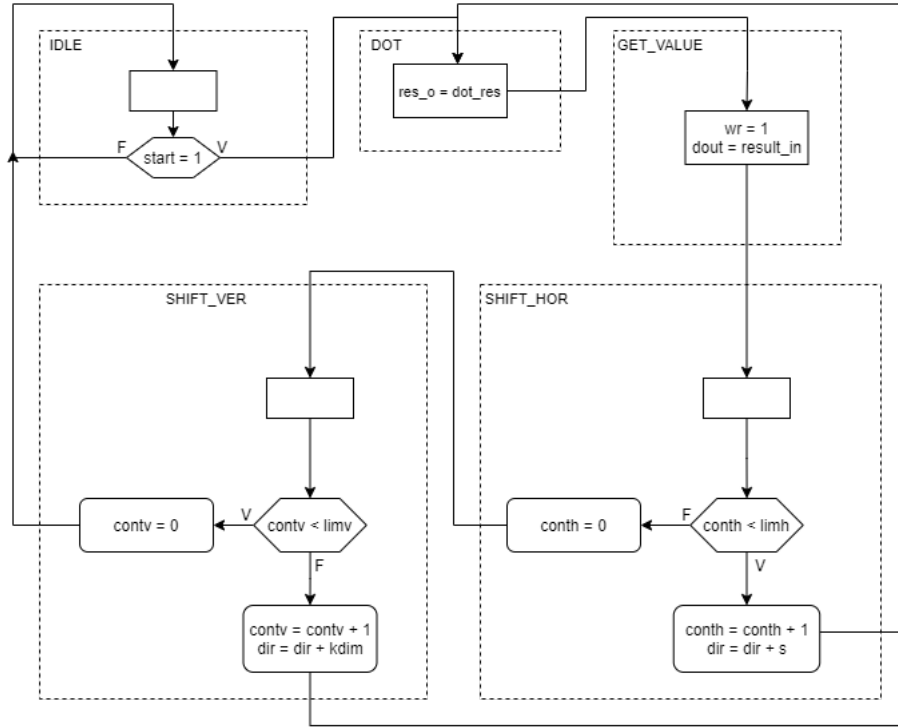 IDLE
start = 1
F
V
DOT
res_o = dot_res
GET_VALUE
wr = 1
dout = result_in
SHIFT_VER
contv < limv
V
F
contv = 0
contv = contv + 1
dir = dir + kdim
SHIFT_HOR
conth < limh
F
V
conth = 0
conth = conth + 1
dir = dir + s